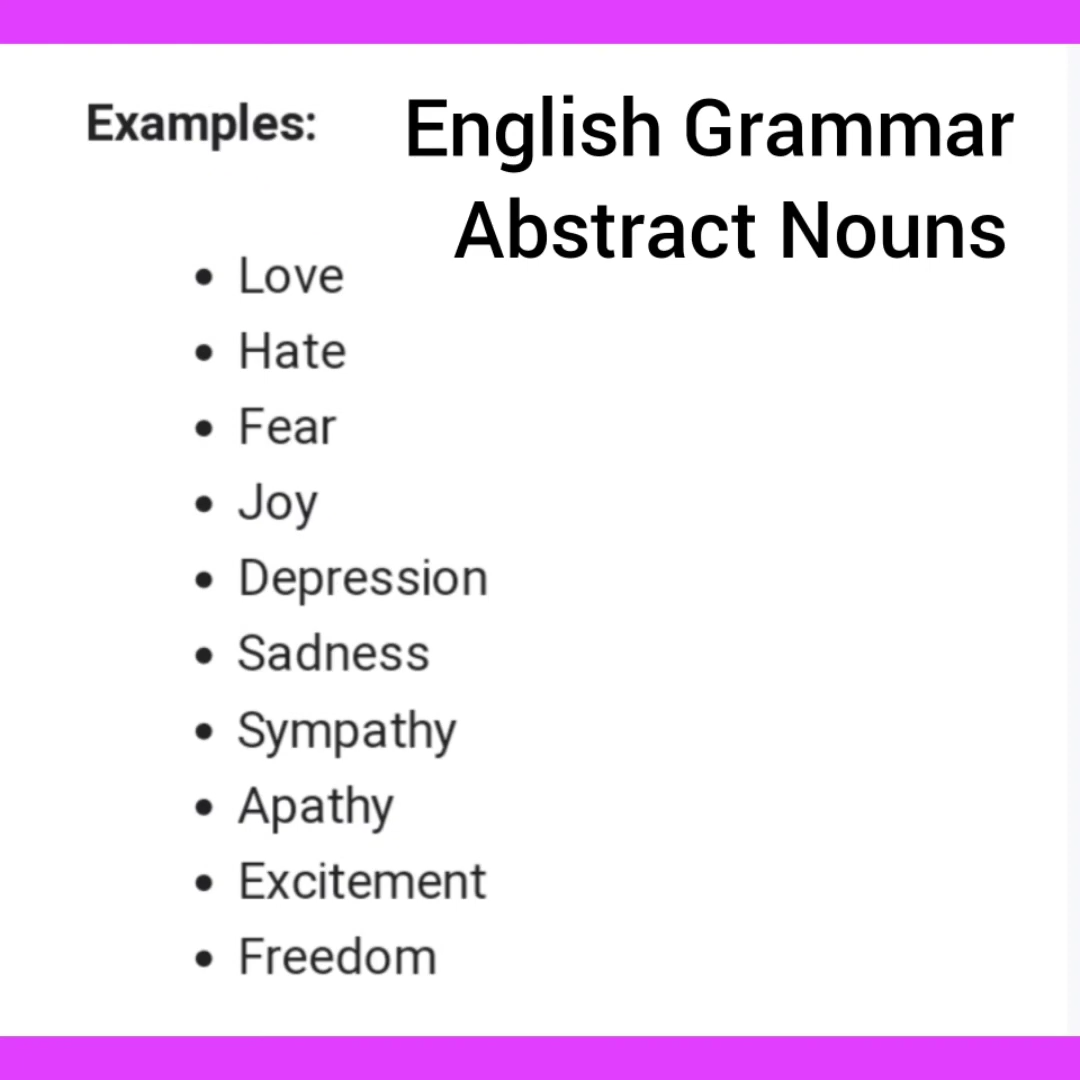 Examples:
English Grammar
Abstract Nouns
• Love
• Hate
• Fear
• Joy
• Depression
• Sadness
• Sympathy
• Apathy
• Excitement
• Freedom